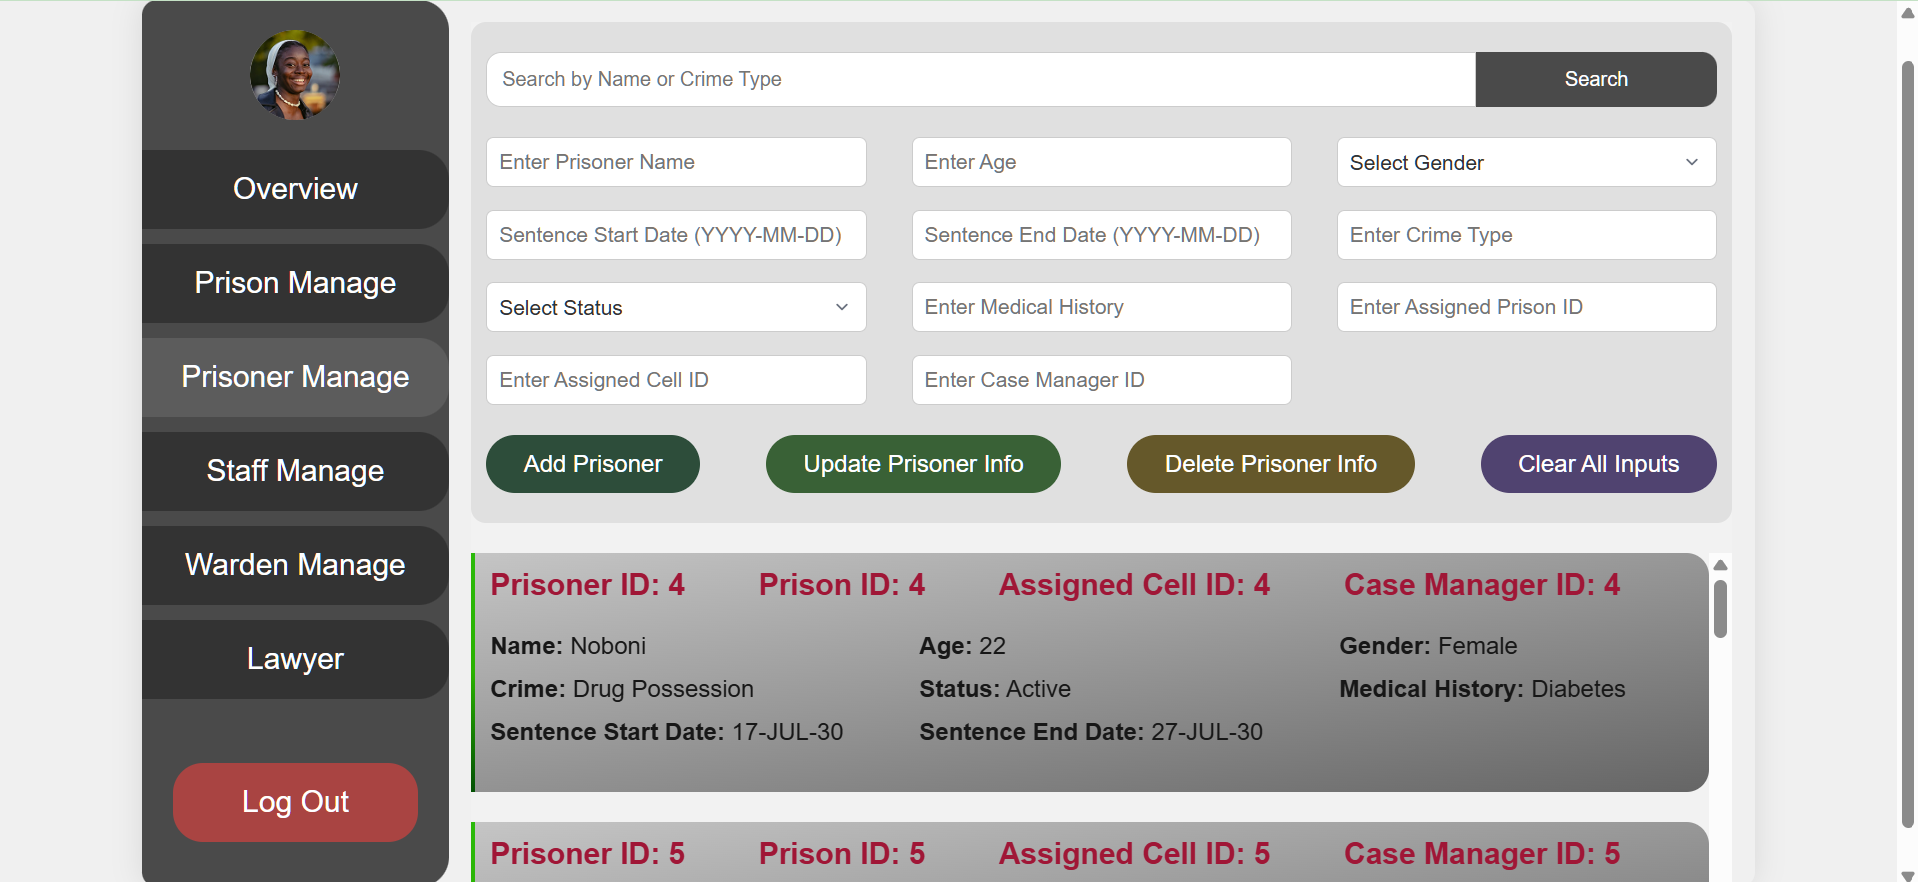 Overview
Prison Manage
Prisoner Manage
Staff Manage
Warden Manage
Lawyer
Log Out
Search by Name or Crime Type Search
Enter Prisoner Name Enter Age Select Gender
Sentence Start Date (YYYY-MM-DD) Sentence End Date (YYYY-MM-DD) Enter Crime Type
Select Status Enter Medical History Enter Assigned Prison ID
Enter Assigned Cell ID Enter Case Manager ID
Add Prisoner Update Prisoner Info Delete Prisoner Info Clear All Inputs
Prisoner ID: 4 Prison ID: 4 Assigned Cell ID: 4 Case Manager ID: 4
Name: Noboni Age: 22 Gender: Female
Crime: Drug Possession Status: Active Medical History: Diabetes
Sentence Start Date: 17-JUL-30 Sentence End Date: 27-JUL-30
Prisoner ID: 5 Prison ID: 5 Assigned Cell ID: 5 Case Manager ID: 5